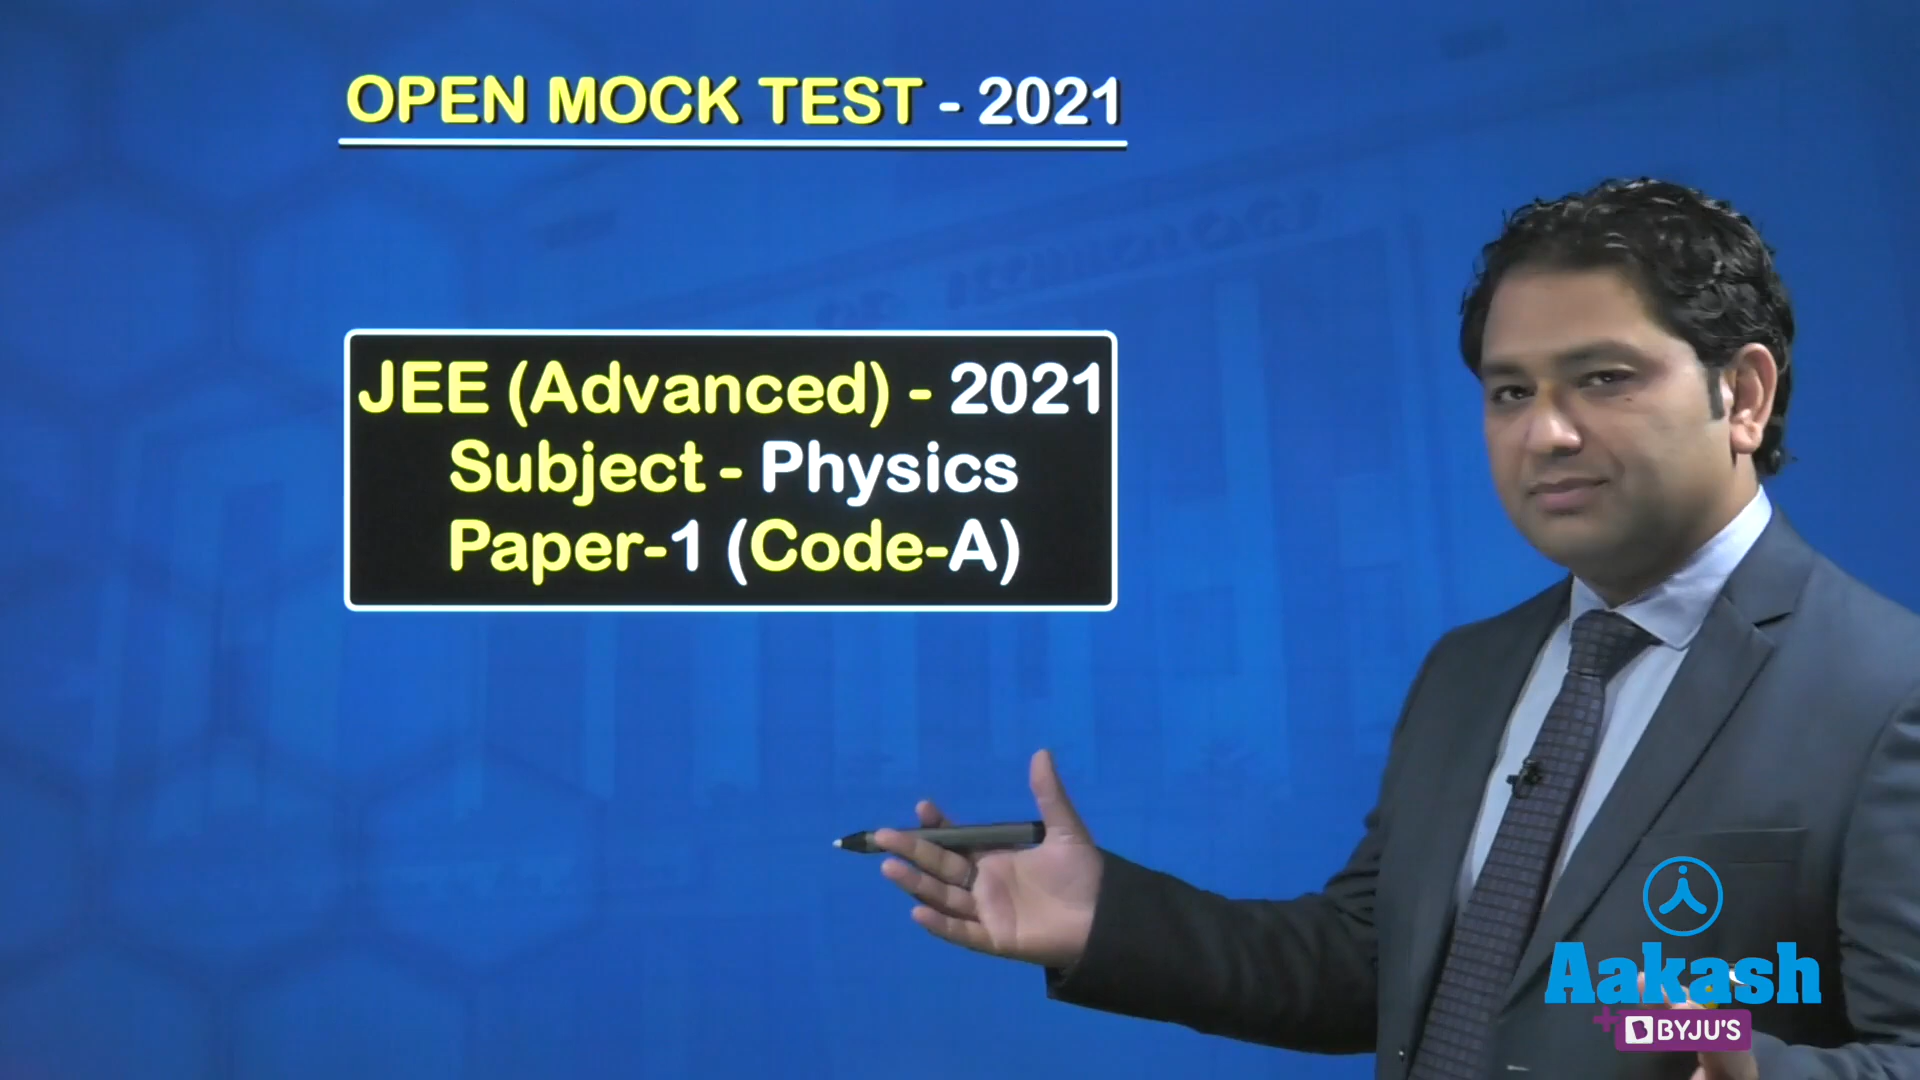 OPEN MOCK TEST - 2021
JEE (Advanced) - 2021
Subject - Physics
Paper-1 (Code-A)
Aakash
+ BYJU'S